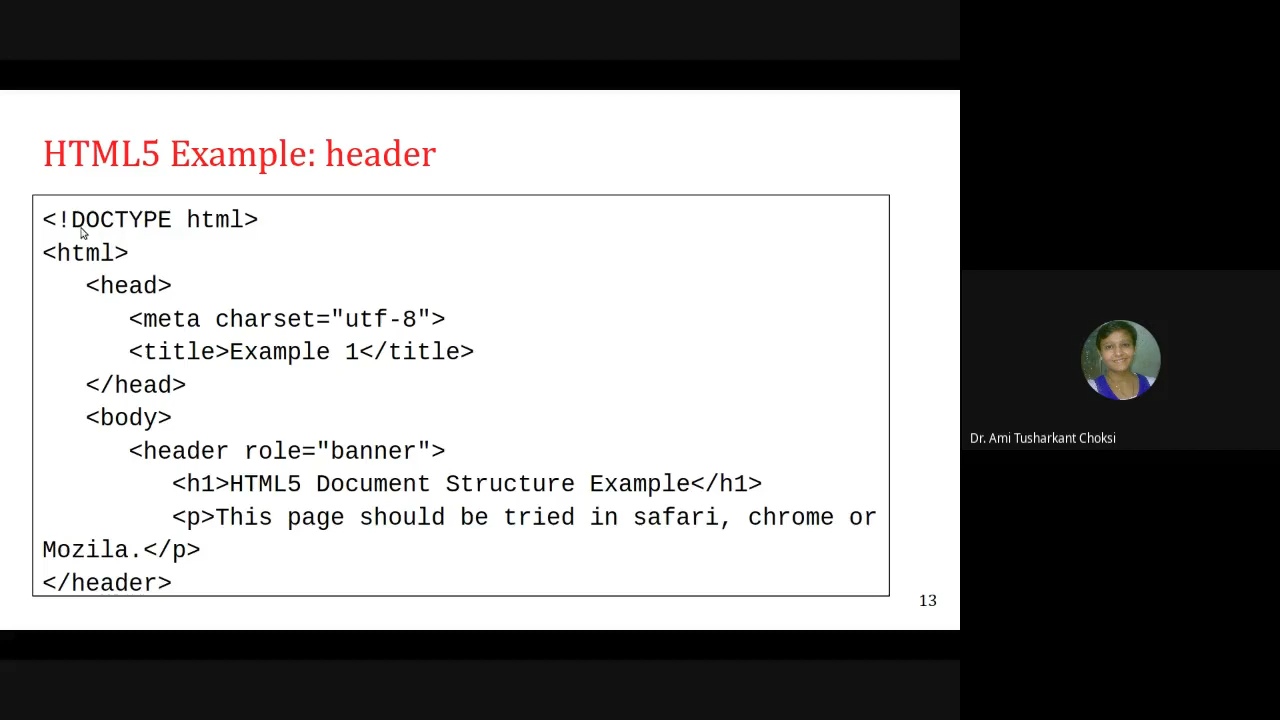 HTML5 Example: header
<!DOCTYPE html>
<html>
<head>
<meta charset="utf-8">
<title>Example 1</title>
</head>
<body>
<header role="banner">
<h1>HTML5 Document Structure Example</h1>
<p>This page should be tried in safari, chrome or
Mozila.</p>
</header>
13
Dr. Ami Tusharkant Choksi